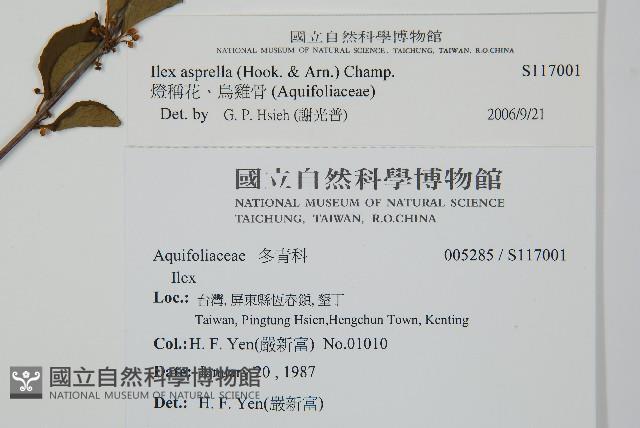 國立自然科學博物館
NATIONAL MUSEUM OF NATURAL SCIENCE, TAICHUNG, TAIWAN, R.O.CHINA
Ilex asprella (Hook. & Arn.) Champ. S117001
燈稱花、烏雞骨 (Aquifoliaceae)
Det. by G. P. Hsieh (謝光普) 2006/9/21
國立自然科學博物館
NATIONAL MUSEUM OF NATURAL SCIENCE
TAICHUNG, TAIWAN, R.O.CHINA
Aquifoliaceae 冬青科 005285 / S117001
Ilex
Loc.: 台灣, 屏東縣恆春鎮, 墾丁
Taiwan, Pingtung Hsien, Hengchun Town, Kenting
Col.: H. F. Yen(嚴新富) No.01010
Date: 20 , 1987
國立自然科學博物館
NATIONAL MUSEUM OF NATURAL SCIENCE
Det.: H. F. Yen(嚴新富)